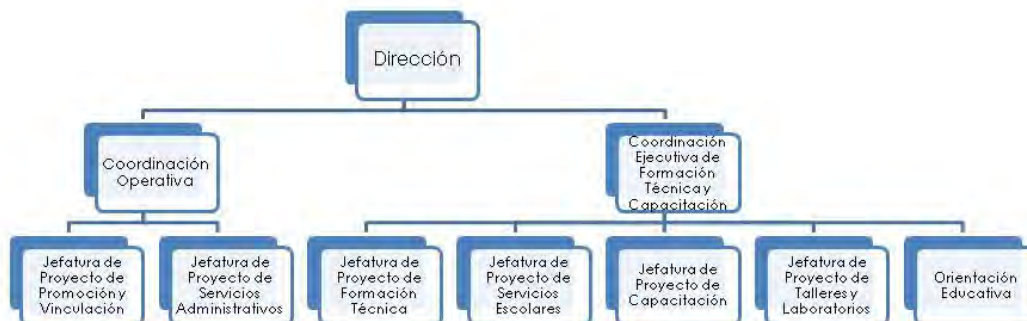 Dirección
Coordinación
Operativa
Coordinación
Ejecutiva de
Formación
Técnica y
Capacitación
Jefatura de
Proyecto de
Promoción y
Vinculación
Jefatura de
Proyecto de
Servicios
Administrativos
Jefatura de
Proyecto de
Formación
Técnica
Jefatura de
Proyecto de
Servicios
Escolares
Jefatura de
Proyecto de
Capacitación
Jefatura de
Proyecto de
Talleres y
Laboratorios
Orientación
Educativa